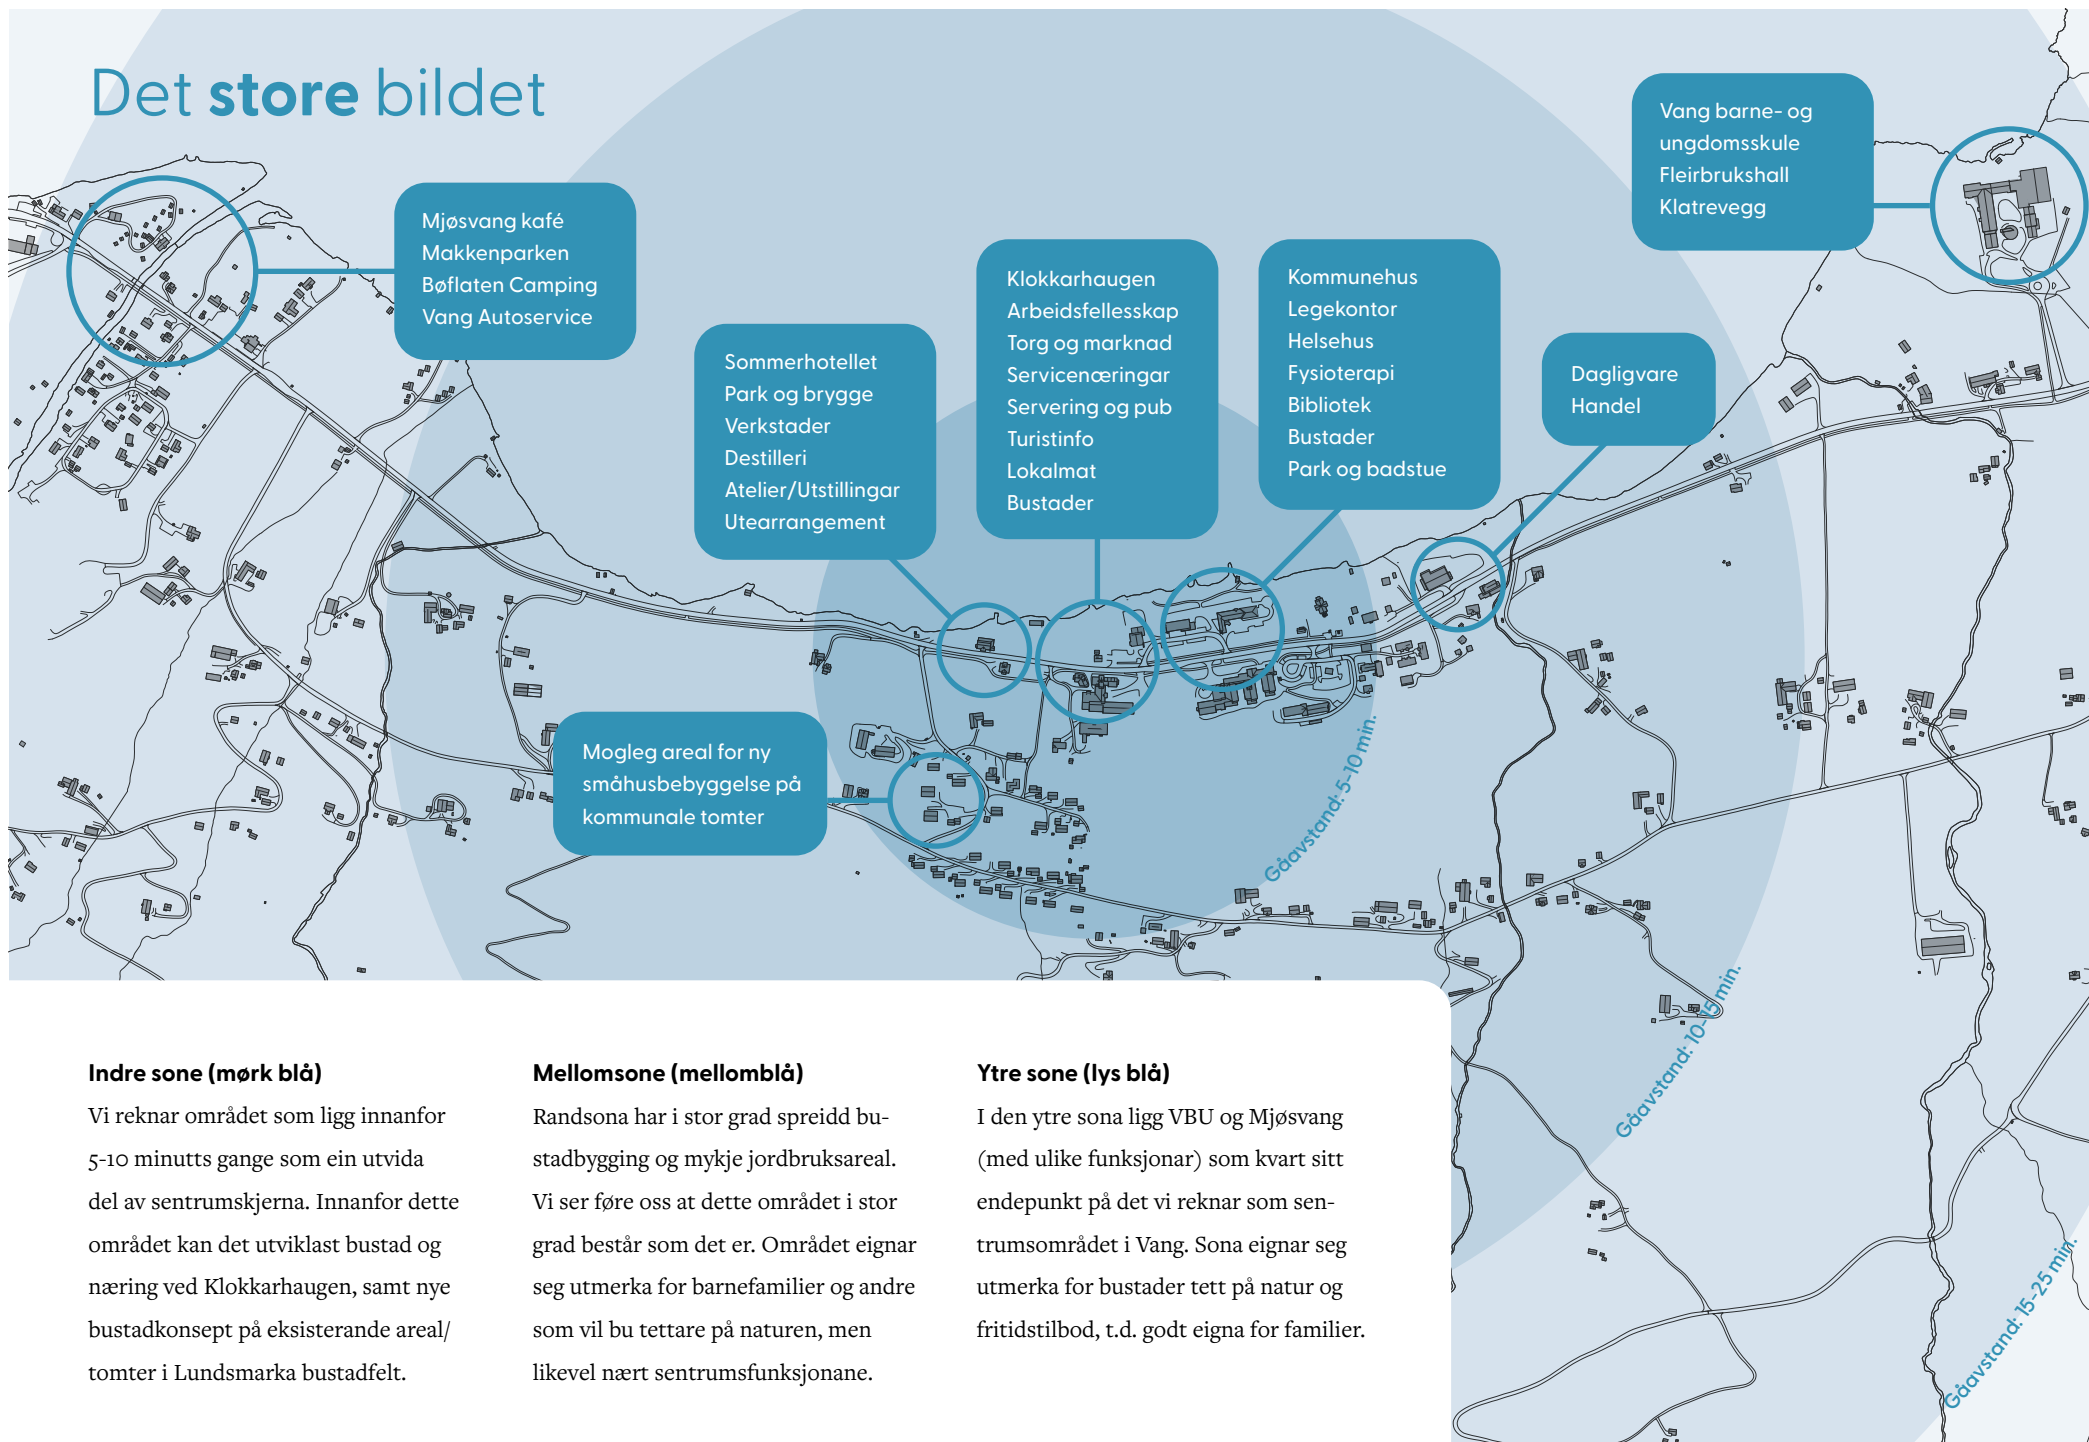 Det store bildet
Vang barne- og
ungdomsskule
Fleirbrukshall
Klatrevegg
Mjøsvang kafé
Makkenparken
Bøflaten Camping
Vang Autoservice
Sommerhotellet
Park og brygge
Verkstader
Destilleri
Atelier/Utstillingar
Utearrangement
Klokkarhaugen
Arbeidsfellesskap
Torg og marknad
Servicenæringar
Servering og pub
Turistinfo
Lokalmat
Bustader
Kommunehus
Legekontor
Helsehus
Fysioterapi
Bibliotek
Bustader
Park og badstue
Dagligvare
Handel
Mogleg areal for ny
småhusbebyggelse på
kommunale tomter
Gåavstand: 5-10 min.
Gåavstand: 10-15 min.
Gåavstand: 15-25 min.
Indre sone (mørk blå)
Vi reknar området som ligg innanfor
5-10 minutts gange som ein utvida
del av sentrumskjerna. Innanfor dette
området kan det utviklast bustad og
næring ved Klokkarhaugen, samt nye
bustadkonsept på eksisterande areal/
tomter i Lundsmarka bustadfelt.
Mellomsone (mellomblå)
Randsona har i stor grad spreidd bu-
stadbygging og mykje jordbruksareal.
Vi ser føre oss at dette området i stor
grad består som det er. Området eignar
seg utmerka for barnefamilier og andre
som vil bu tettare på naturen, men
likevel nært sentrumsfunksjonane.
Ytre sone (lys blå)
I den ytre sona ligg VBU og Mjøsvang
(med ulike funksjonar) som kvart sitt
endepunkt på det vi reknar som sen-
trumsområdet i Vang. Sona eignar seg
utmerka for bustader tett på natur og
fritidstilbod, t.d. godt eigna for familier.